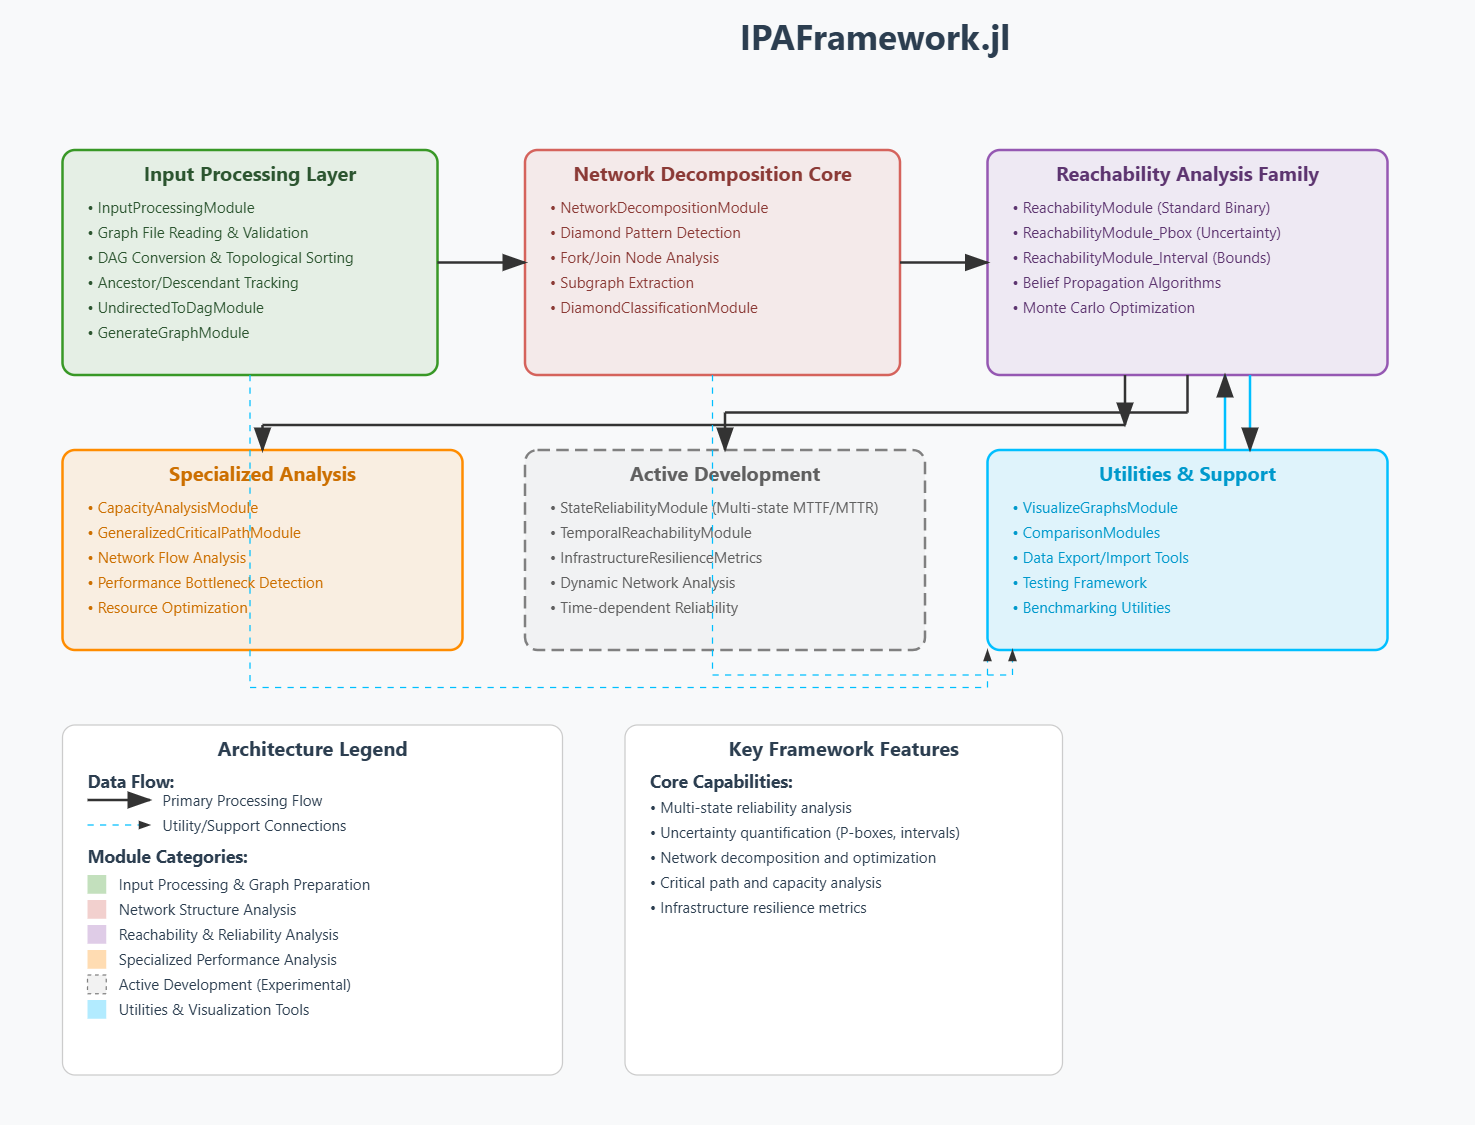 IPAFramework.jl
Input Processing Layer
• InputProcessingModule
• Graph File Reading & Validation
• DAG Conversion & Topological Sorting
• Ancestor/Descendant Tracking
• UndirectedToDagModule
• GenerateGraphModule
Network Decomposition Core
• NetworkDecompositionModule
• Diamond Pattern Detection
• Fork/Join Node Analysis
• Subgraph Extraction
• DiamondClassificationModule
Reachability Analysis Family
• ReachabilityModule (Standard Binary)
• ReachabilityModule_Pbox (Uncertainty)
• ReachabilityModule_Interval (Bounds)
• Belief Propagation Algorithms
• Monte Carlo Optimization
Specialized Analysis
• CapacityAnalysisModule
• GeneralizedCriticalPathModule
• Network Flow Analysis
• Performance Bottleneck Detection
• Resource Optimization
Active Development
• StateReliabilityModule (Multi-state MTTF/MTTR)
• TemporalReachabilityModule
• InfrastructureResilienceMetrics
• Dynamic Network Analysis
• Time-dependent Reliability
Utilities & Support
• VisualizeGraphsModule
• ComparisonModules
• Data Export/Import Tools
• Testing Framework
• Benchmarking Utilities
Architecture Legend
Data Flow:
Primary Processing Flow
Utility/Support Connections
Module Categories:
Input Processing & Graph Preparation
Network Structure Analysis
Reachability & Reliability Analysis
Specialized Performance Analysis
Active Development (Experimental)
Utilities & Visualization Tools
Key Framework Features
Core Capabilities:
• Multi-state reliability analysis
• Uncertainty quantification (P-boxes, intervals)
• Network decomposition and optimization
• Critical path and capacity analysis
• Infrastructure resilience metrics